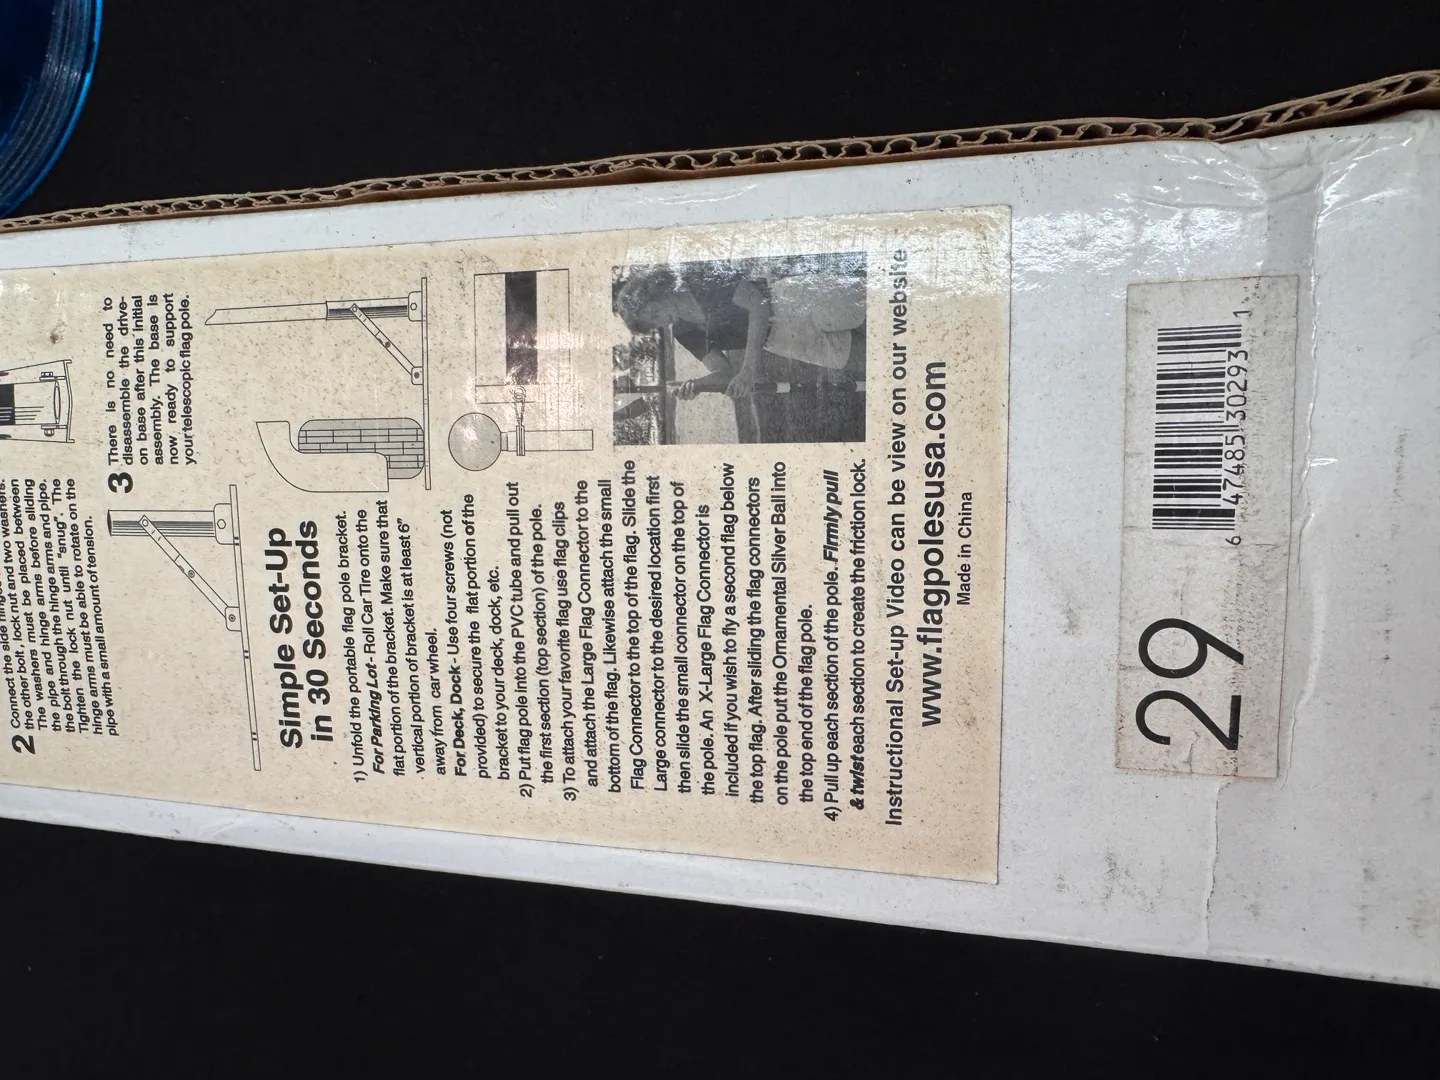 Connect the side hinge
the other bolt, lock nut and two washers.
2 The washers must be placed between
the pipe and hinge arms before sliding
the bolt through the hinge arms and pipe.
Tighten the lock nut until "snug". The
hinge arms must be able to rotate on the
pipe with a small amount of tension.
3 There is no need to
disassemble the drive-
on base after this initial
assembly. The base is
now ready to support
your telescopic flag pole.
Simple Set-Up
in 30 Seconds
1) Unfold the portable flag pole bracket.
For Parking Lot - Roll Car Tire onto the
flat portion of the bracket. Make sure that
vertical portion of bracket is at least 6"
away from car wheel.
For Deck, Dock - Use four screws (not
provided) to secure the flat portion of the
bracket to your deck, dock, etc.
2) Put flag pole into the PVC tube and pull out
the first section (top section) of the pole.
3) To attach your favorite flag use flag clips
and attach the Large Flag Connector to the
bottom of the flag. Likewise attach the small
Flag Connector to the top of the flag. Slide the
Large connector to the desired location first
then slide the small connector on the top of
the pole. An X-Large Flag Connector is
included if you wish to fly a second flag below
the top flag. After sliding the flag connectors
on the pole put the Ornamental Silver Ball into
the top end of the flag pole.
4) Pull up each section of the pole. Firmly pull
& twist each section to create the friction lock.
Instructional Set-up Video can be view on our website
www.flagpolesusa.com
Made in China
29
6 47485 30293 1